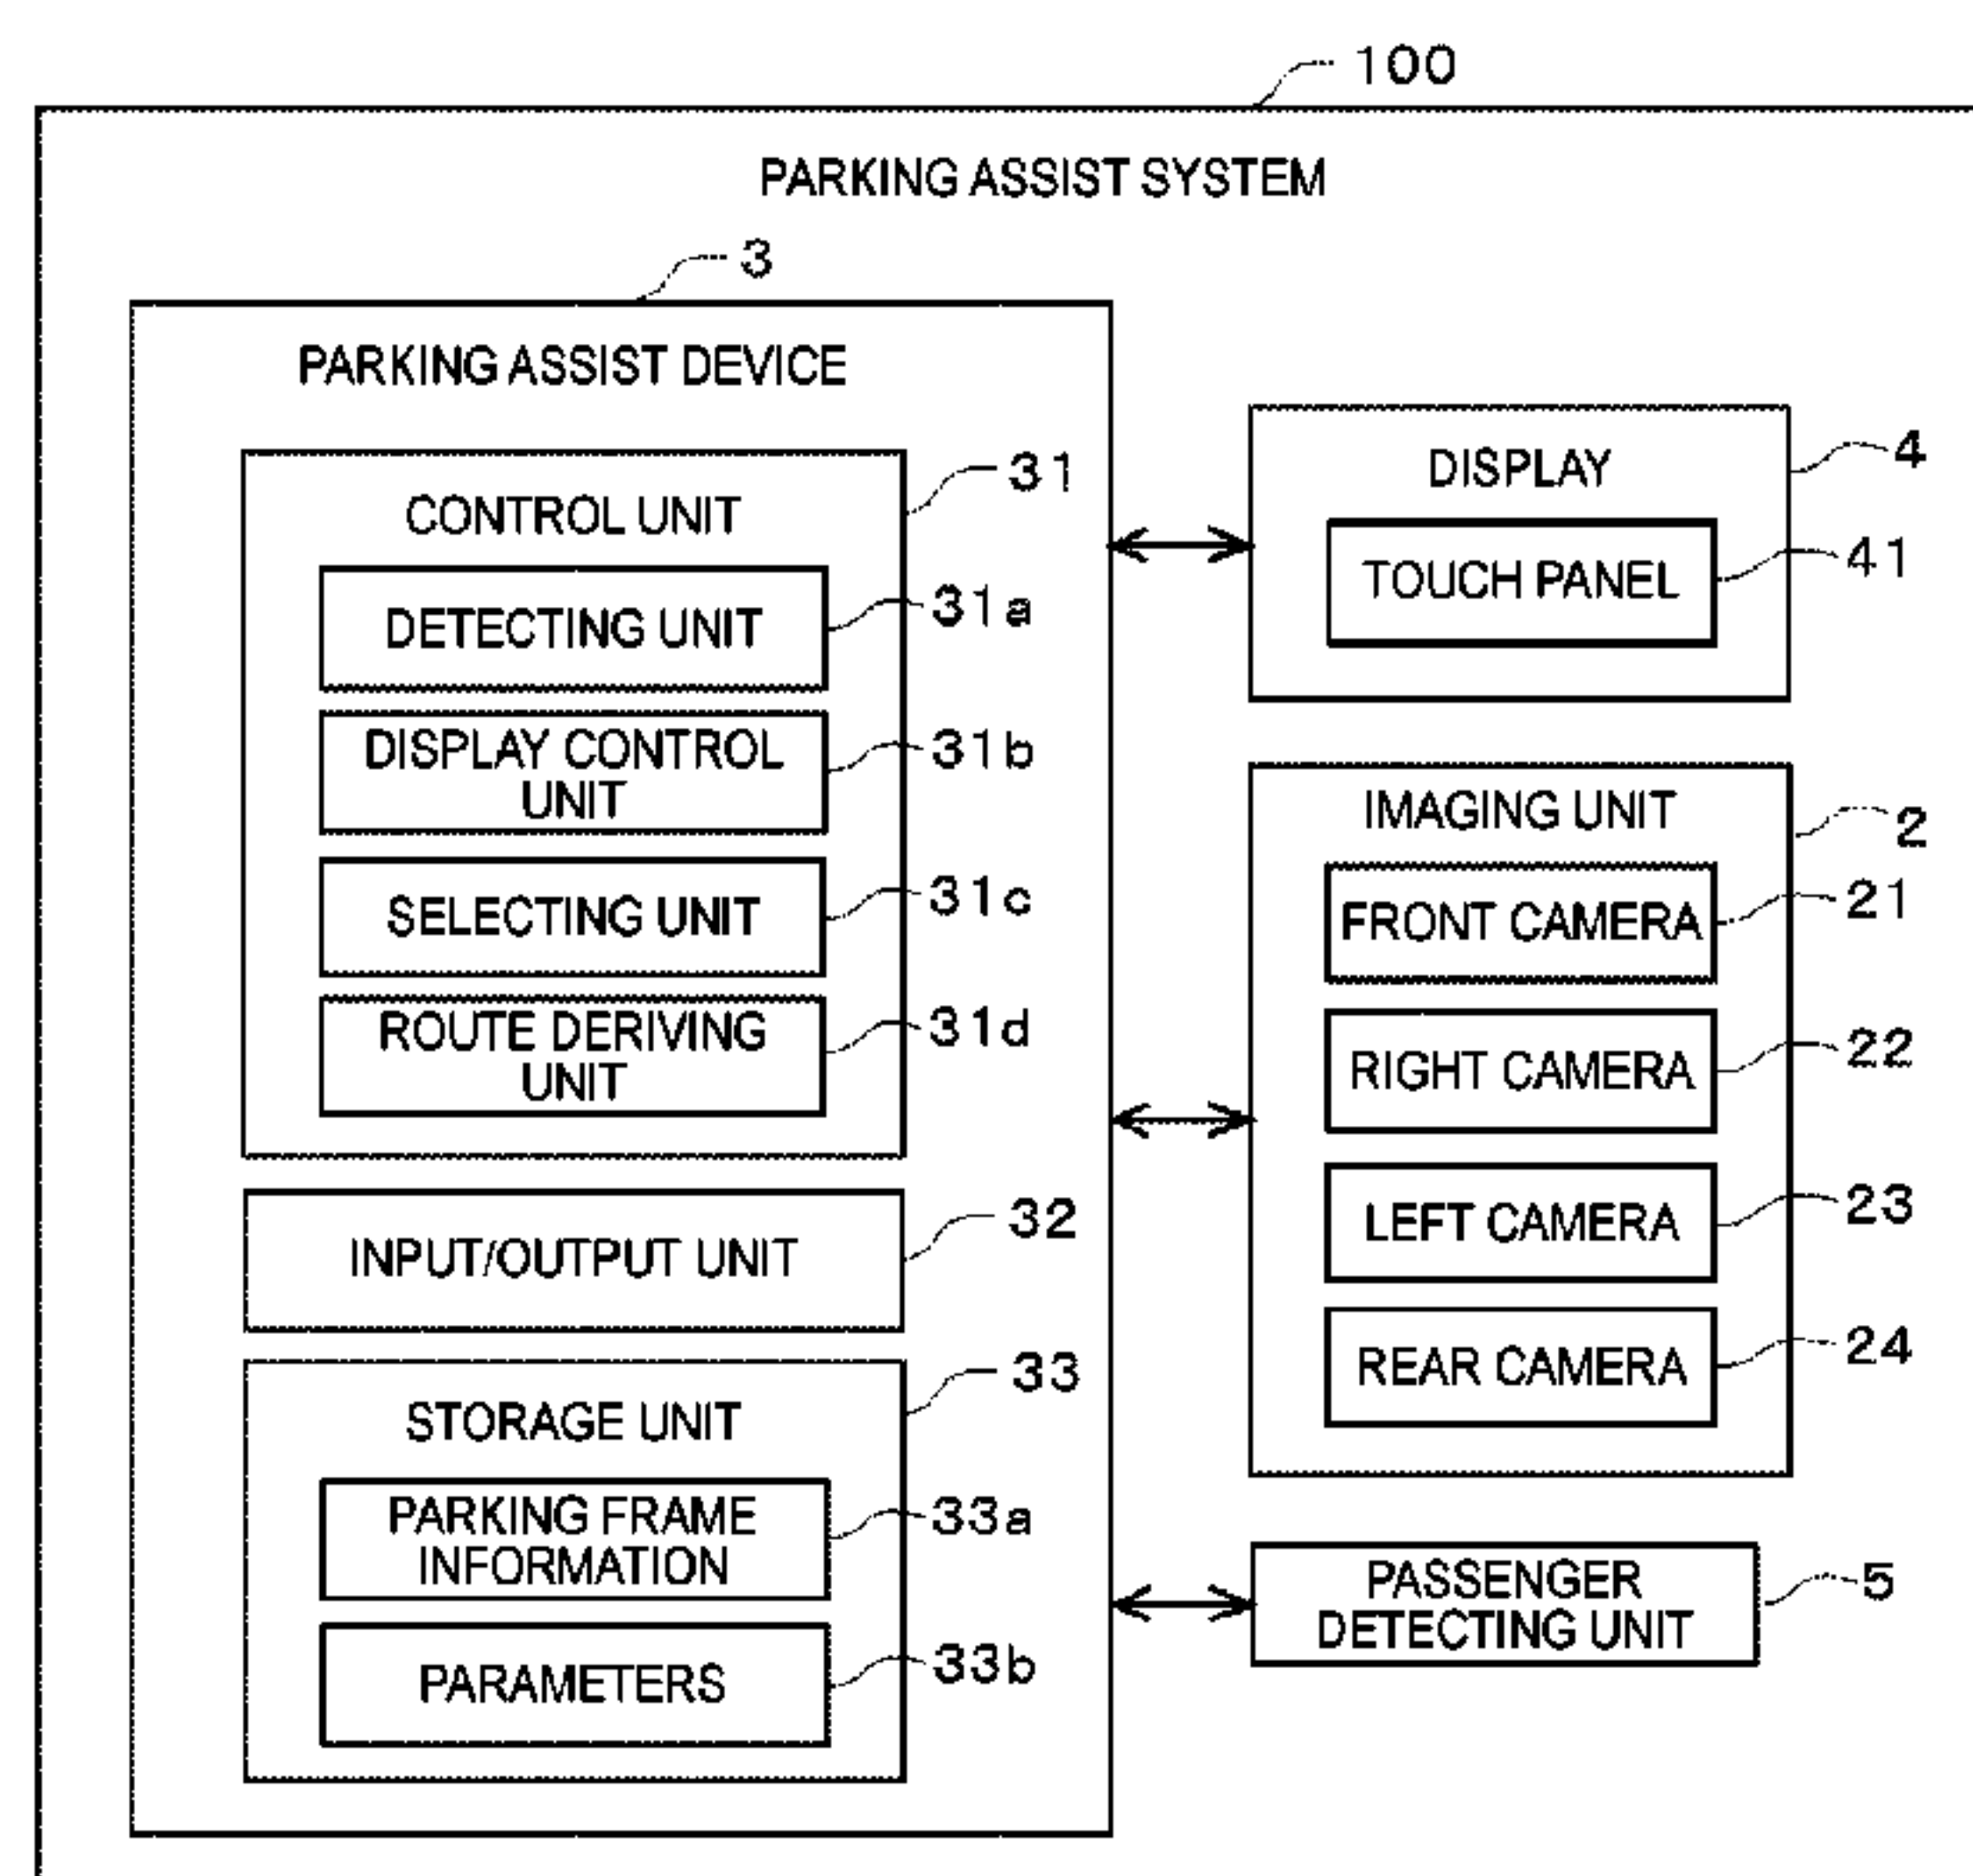 100
PARKING ASSIST SYSTEM
3
PARKING ASSIST DEVICE
CONTROL UNIT
31
DETECTING UNIT
31a
DISPLAY CONTROL
UNIT
31b
SELECTING UNIT
31c
ROUTE DERIVING
UNIT
31d
INPUT/OUTPUT UNIT
32
STORAGE UNIT
33
PARKING FRAME
INFORMATION
33a
PARAMETERS
33b
DISPLAY
4
TOUCH PANEL
41
IMAGING UNIT
2
FRONT CAMERA
21
RIGHT CAMERA
22
LEFT CAMERA
23
REAR CAMERA
24
PASSENGER
DETECTING UNIT
5